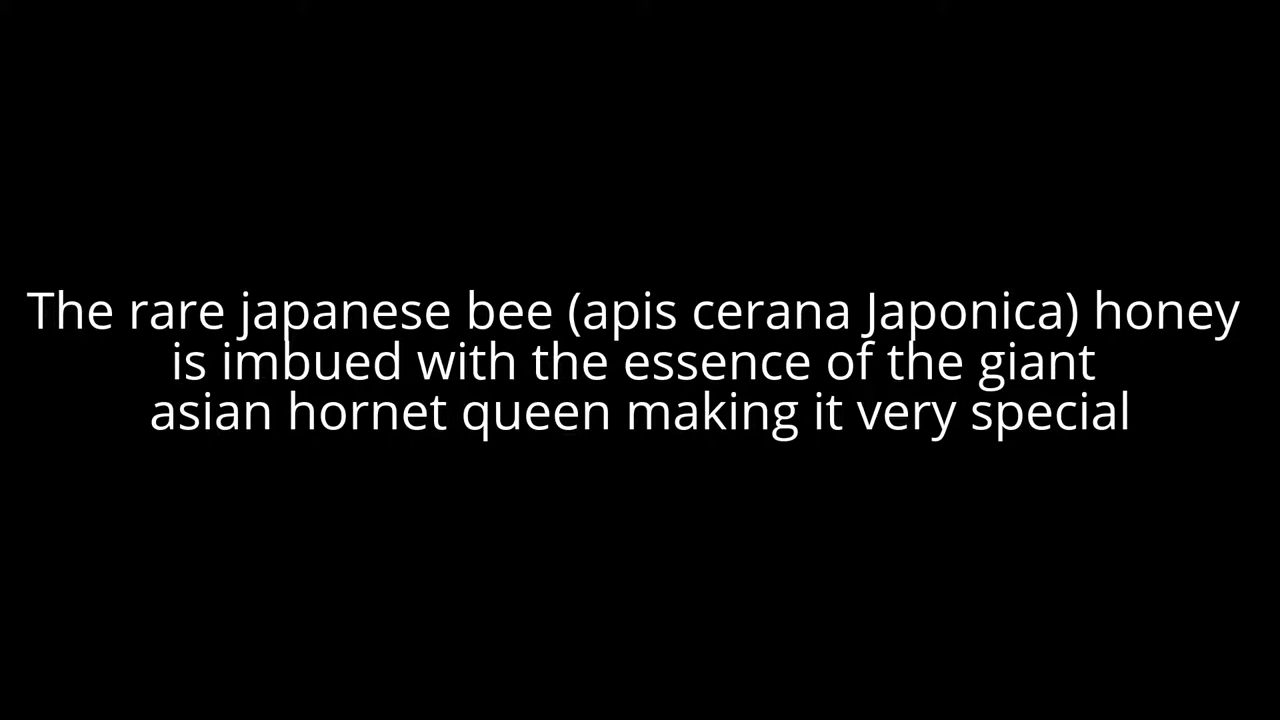 The rare japanese bee (apis cerana Japonica) honey
is imbued with the essence of the giant
asian hornet queen making it very special